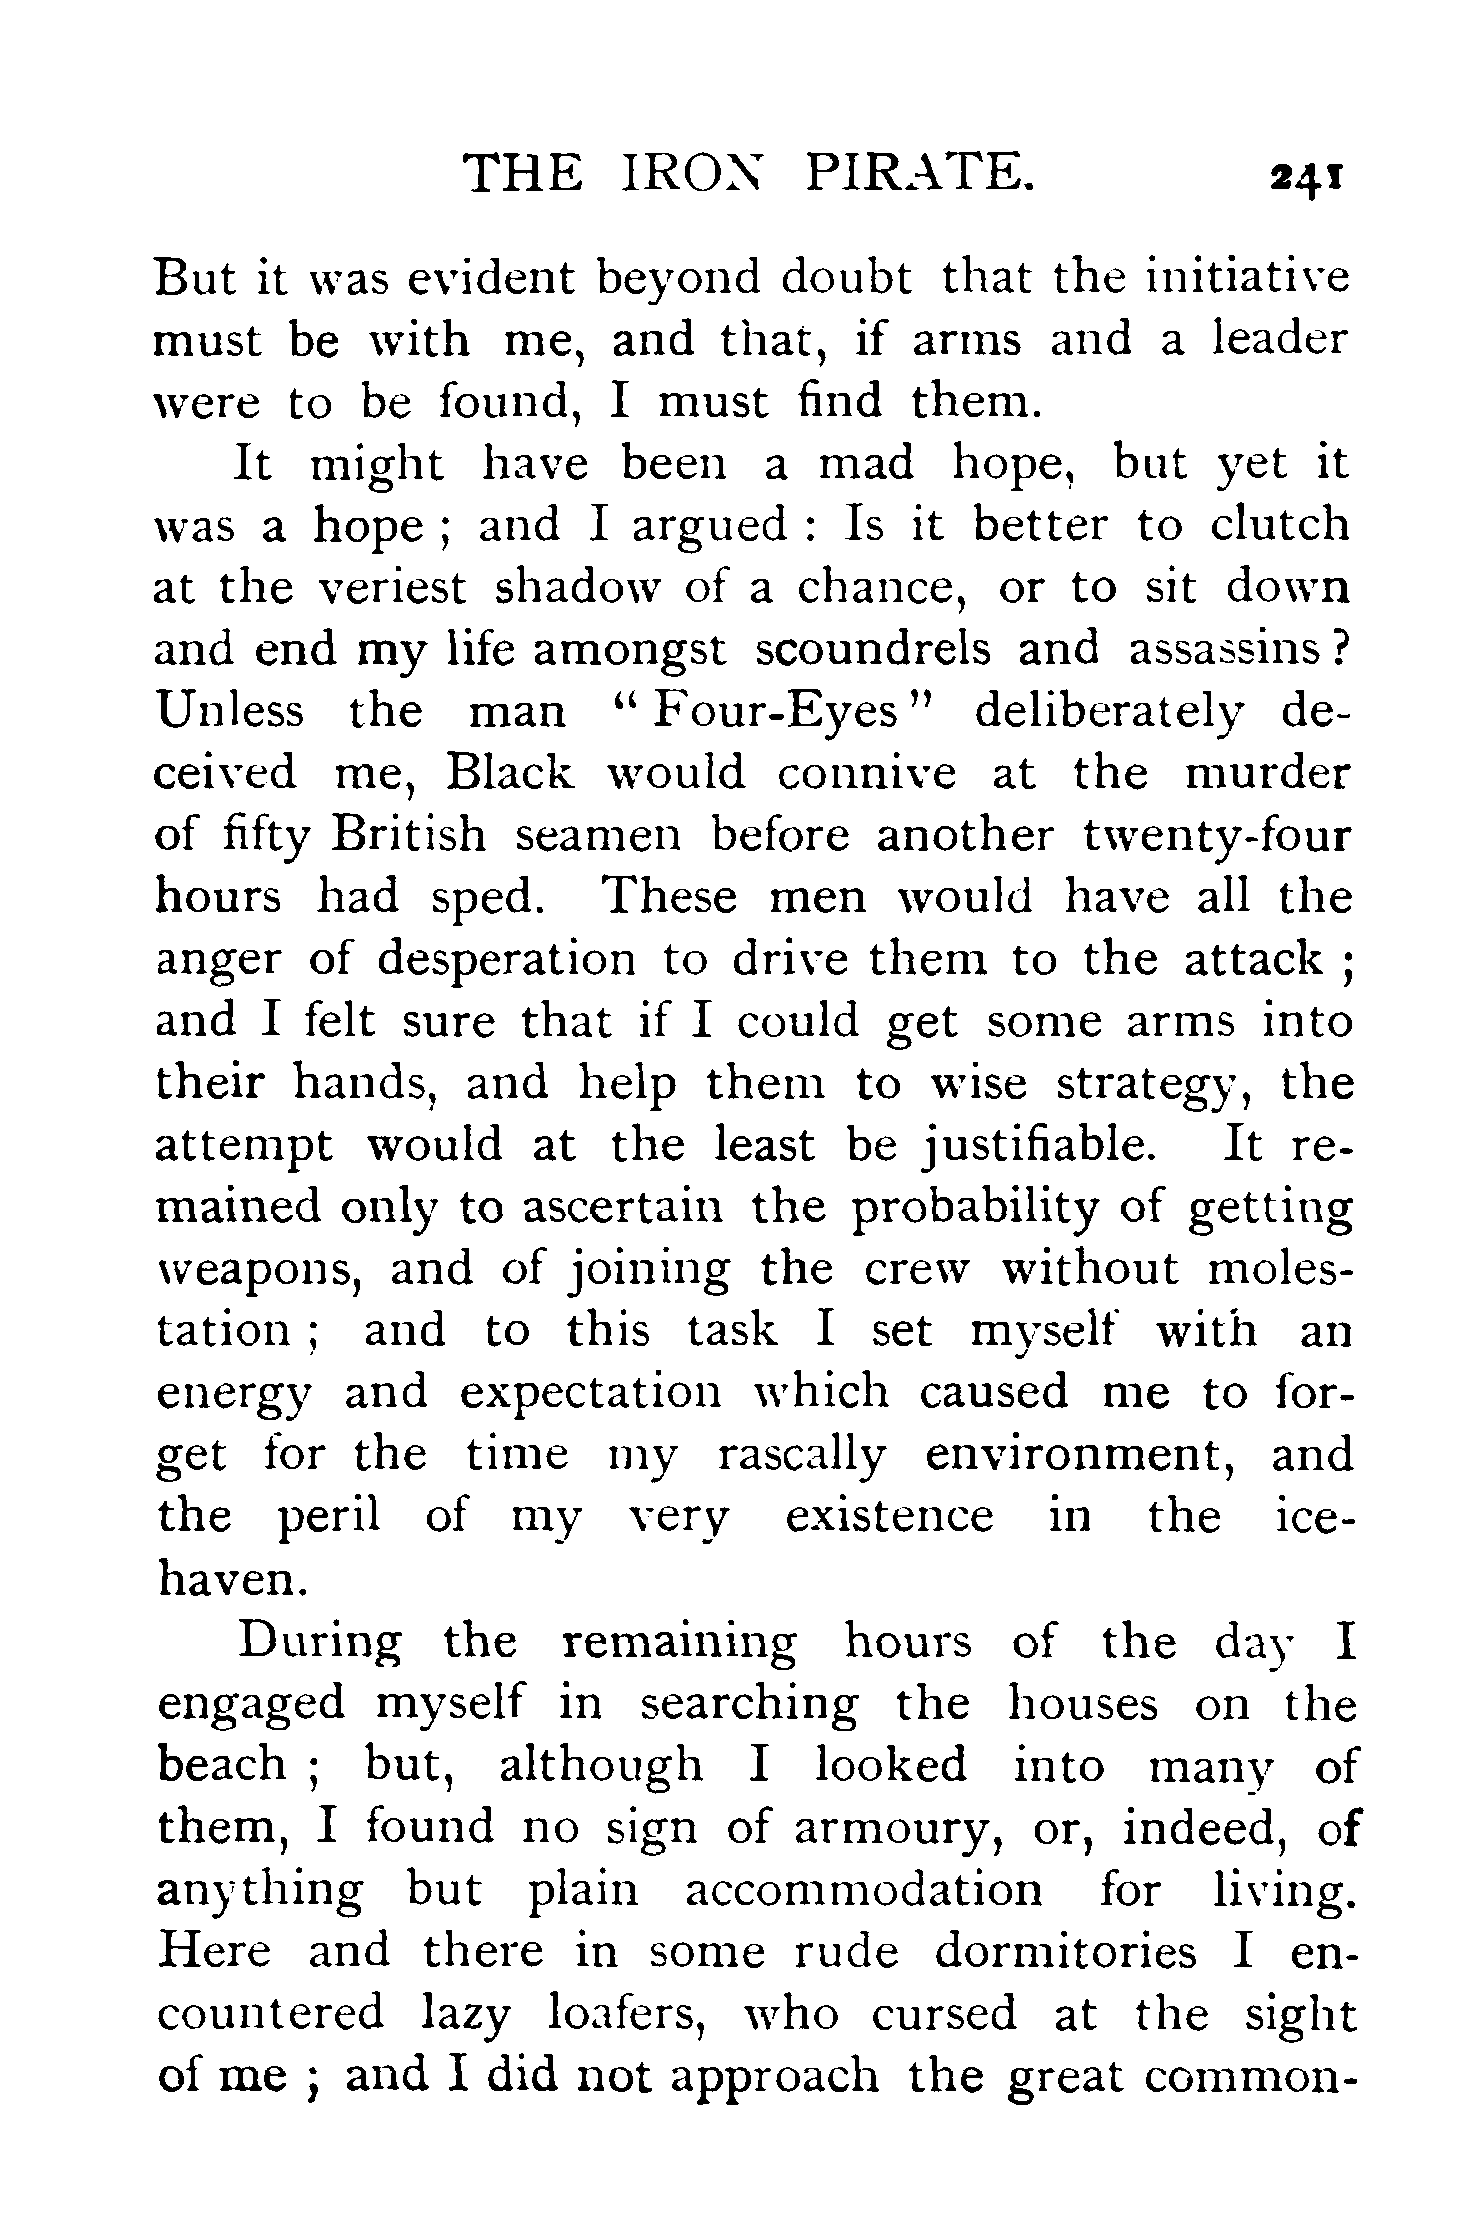 THE IRON PIRATE. 241
But it was evident beyond doubt that the initiative
must be with me, and that, if arms and a leader
were to be found, I must find them.
It might have been a mad hope, but yet it
was a hope ; and I argued : Is it better to clutch
at the veriest shadow of a chance, or to sit down
and end my life amongst scoundrels and assassins ?
Unless the man “ Four-Eyes ” deliberately de-
ceived me, Black would connive at the murder
of fifty British seamen before another twenty-four
hours had sped. These men would have all the
anger of desperation to drive them to the attack ;
and I felt sure that if I could get some arms into
their hands, and help them to wise strategy, the
attempt would at the least be justifiable. It re-
mained only to ascertain the probability of getting
weapons, and of joining the crew without moles-
tation ; and to this task I set myself with an
energy and expectation which caused me to for-
get for the time my rascally environment, and
the peril of my very existence in the ice-
haven.
During the remaining hours of the day I
engaged myself in searching the houses on the
beach ; but, although I looked into many of
them, I found no sign of armoury, or, indeed, of
anything but plain accommodation for living.
Here and there in some rude dormitories I en-
countered lazy loafers, who cursed at the sight
of me ; and I did not approach the great common-